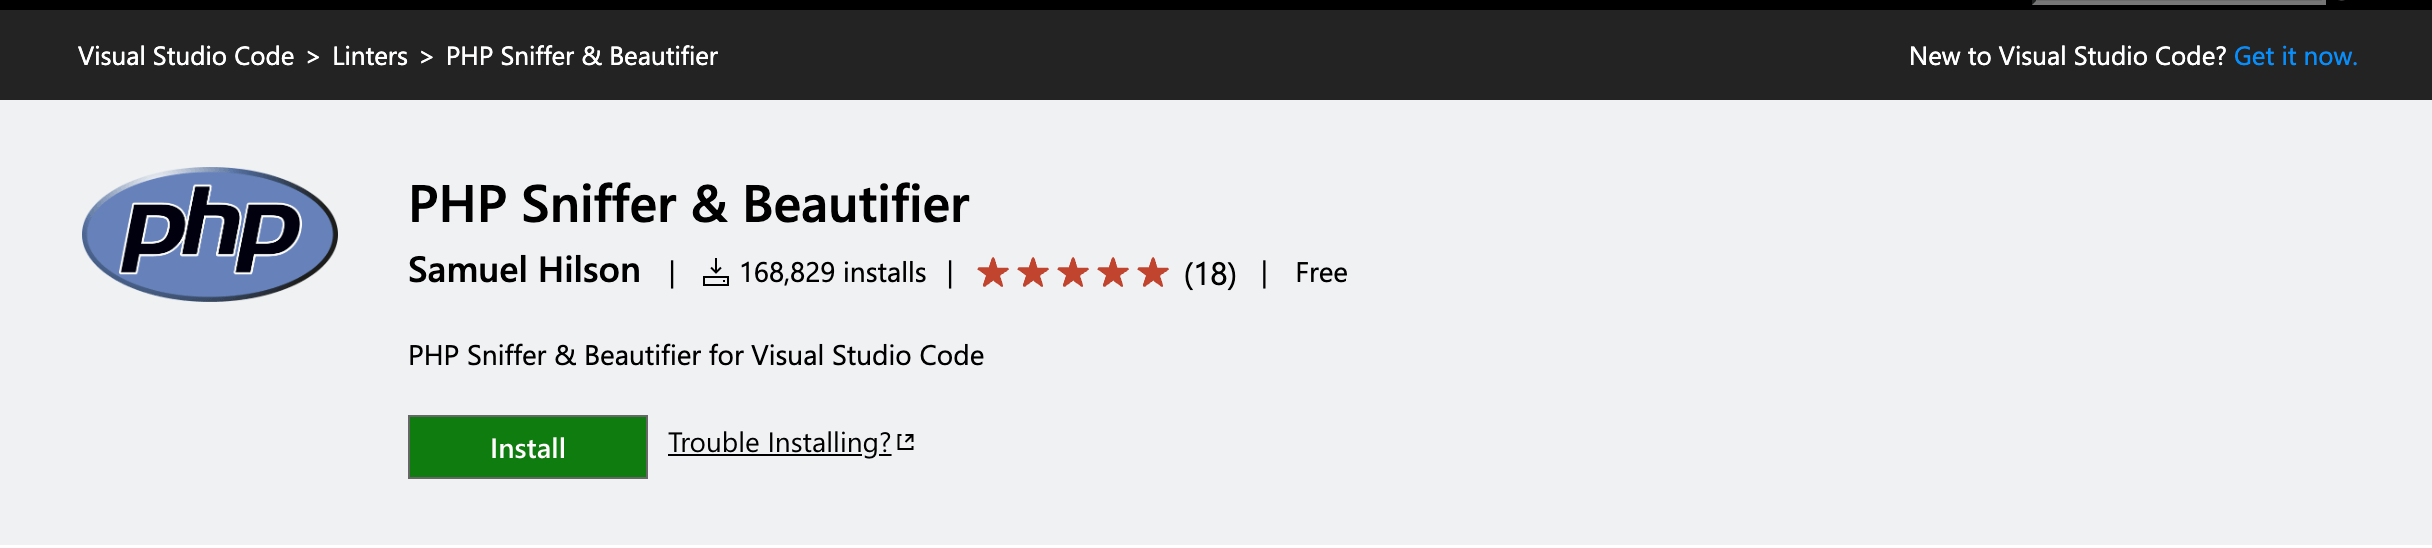 Visual Studio Code > Linters > PHP Sniffer & Beautifier
New to Visual Studio Code? Get it now.
php
PHP Sniffer & Beautifier
Samuel Hilson | 168,829 installs | (18) | Free
PHP Sniffer & Beautifier for Visual Studio Code
Install
Trouble Installing?